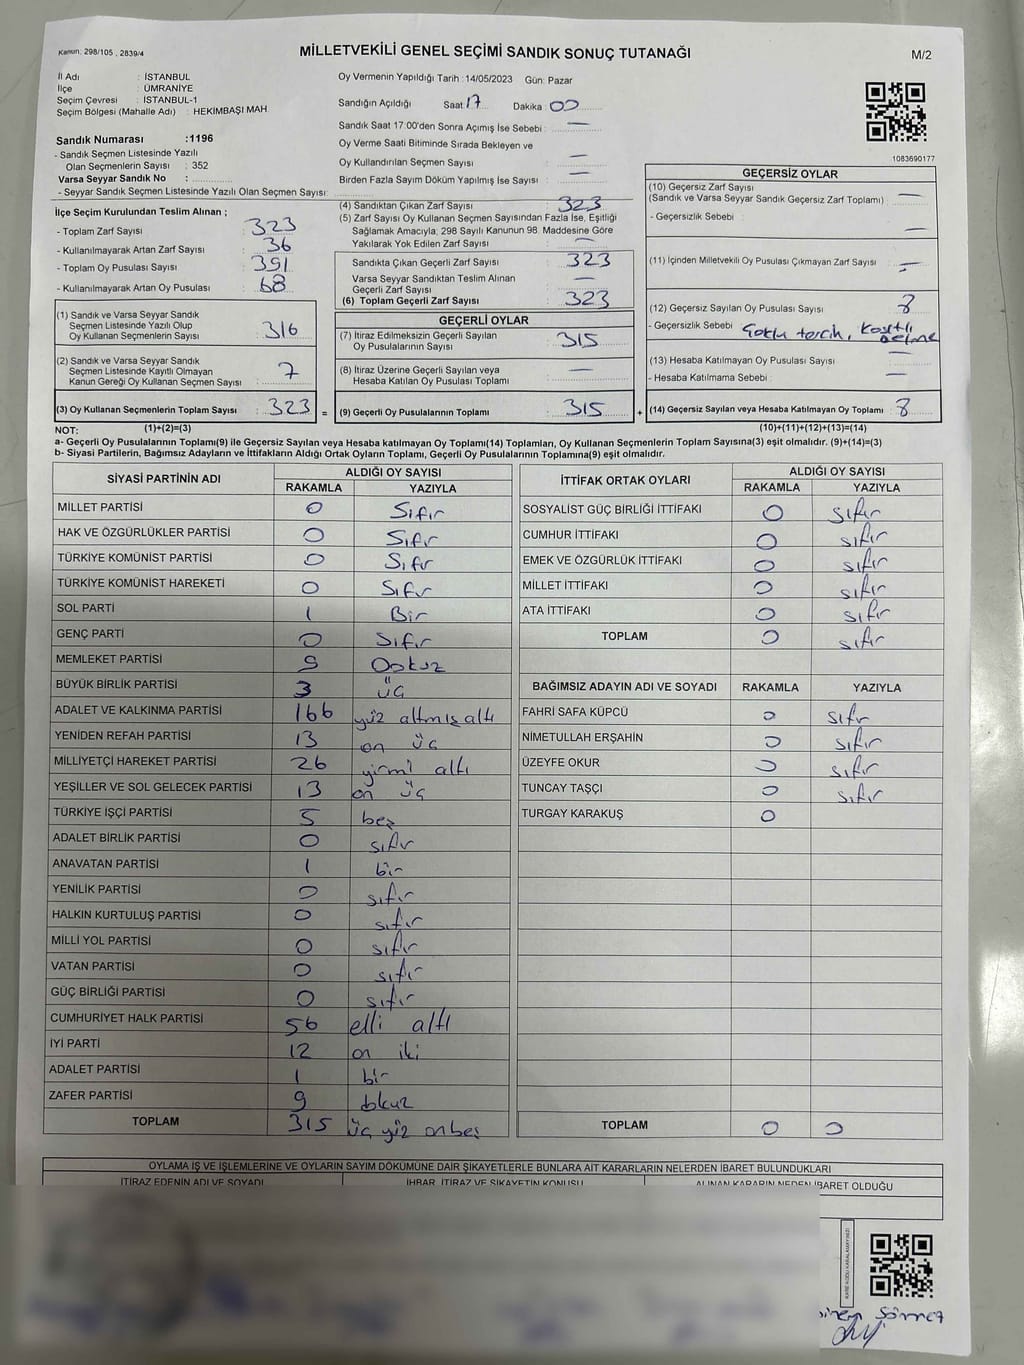 Kanun: 298/105 , 2839/4
MİLLETVEKİLİ GENEL SEÇİMİ SANDIK SONUÇ TUTANAĞI
M/2
İl Adı : İSTANBUL
İlçe : ÜMRANİYE
Seçim Çevresi : İSTANBUL-1
Seçim Bölgesi (Mahalle Adı) : HEKİMBAŞI MAH.
Sandık Numarası :1196
- Sandık Seçmen Listesinde Yazılı
Olan Seçmenlerin Sayısı : 352
Varsa Seyyar Sandık No :
- Seyyar Sandık Seçmen Listesinde Yazılı Olan Seçmen Sayısı:
Oy Vermenin Yapıldığı Tarih : 14/05/2023 Gün: Pazar
Sandığın Açıldığı Saat 17 Dakika 00
Sandık Saat 17:00'den Sonra Açımış İse Sebebi : —
Oy Verme Saati Bitiminde Sırada Bekleyen ve
Oy Kullandırılan Seçmen Sayısı : —
Birden Fazla Sayım Döküm Yapılmış İse Sayısı : —
1083690177
İlçe Seçim Kurulundan Teslim Alınan ;
- Toplam Zarf Sayısı : 323
- Kullanılmayarak Artan Zarf Sayısı : 36
- Toplam Oy Pusulası Sayısı : 391
- Kullanılmayarak Artan Oy Pusulası : 68
(1) Sandık ve Varsa Seyyar Sandık
Seçmen Listesinde Yazılı Olup
Oy Kullanan Seçmenlerin Sayısı : 316
(2) Sandık ve Varsa Seyyar Sandık
Seçmen Listesinde Kayıtlı Olmayan
Kanun Gereği Oy Kullanan Seçmen Sayısı : 7
(3) Oy Kullanan Seçmenlerin Toplam Sayısı : 323 =
(4) Sandıktan Çıkan Zarf Sayısı : 323
(5) Zarf Sayısı Oy Kullanan Seçmen Sayısından Fazla İse, Eşitliği
Sağlamak Amacıyla; 298 Sayılı Kanunun 98. Maddesine Göre
Yakılarak Yok Edilen Zarf Sayısı : —
Sandıkta Çıkan Geçerli Zarf Sayısı : 323
Varsa Seyyar Sandıktan Teslim Alınan
Geçerli Zarf Sayısı : —
(6) Toplam Geçerli Zarf Sayısı : 323
GEÇERLİ OYLAR
(7) İtiraz Edilmeksizin Geçerli Sayılan
Oy Pusulalarının Sayısı : 315
(8) İtiraz Üzerine Geçerli Sayılan veya
Hesaba Katılan Oy Pusulası Toplamı : —
(9) Geçerli Oy Pusulalarının Toplamı : 315 +
GEÇERSİZ OYLAR
(10) Geçersiz Zarf Sayısı
(Sandık ve Varsa Seyyar Sandık Geçersiz Zarf Toplamı) : —
- Geçersizlik Sebebi : —
(11) İçinden Milletvekili Oy Pusulası Çıkmayan Zarf Sayısı : —
(12) Geçersiz Sayılan Oy Pusulası Sayısı : 8
- Geçersizlik Sebebi : Çoklu tercih,
(13) Hesaba Katılmayan Oy Pusulası Sayısı : —
- Hesaba Katılmama Sebebi : —
(14) Geçersiz Sayılan veya Hesaba Katılmayan Oy Toplamı : 8
NOT: (1)+(2)=(3) (10)+(11)+(12)+(13)=(14)
a- Geçerli Oy Pusulalarının Toplamı(9) ile Geçersiz Sayılan veya Hesaba katılmayan Oy Toplamı(14) Toplamları, Oy Kullanan Seçmenlerin Toplam Sayısına(3) eşit olmalıdır. (9)+(14)=(3)
b- Siyasi Partilerin, Bağımsız Adayların ve İttifakların Aldığı Ortak Oyların Toplamı, Geçerli Oy Pusulalarının Toplamına(9) eşit olmalıdır.
SİYASİ PARTİNİN ADI ALDIĞI OY SAYISI
RAKAMLA YAZIYLA
MİLLET PARTİSİ 0 Sıfır
HAK VE ÖZGÜRLÜKLER PARTİSİ 0 Sıfır
TÜRKİYE KOMÜNİST PARTİSİ 0 Sıfır
TÜRKİYE KOMÜNİST HAREKETİ 0 Sıfır
SOL PARTİ 1 Bir
GENÇ PARTİ 0 Sıfır
MEMLEKET PARTİSİ 9 Dokuz
BÜYÜK BİRLİK PARTİSİ 3 üç
ADALET VE KALKINMA PARTİSİ 166 yüz altmış altı
YENİDEN REFAH PARTİSİ 13 on üç
MİLLİYETÇİ HAREKET PARTİSİ 26 yirmi altı
YEŞİLLER VE SOL GELECEK PARTİSİ 13 on üç
TÜRKİYE İŞÇİ PARTİSİ 5 beş
ADALET BİRLİK PARTİSİ 0 sıfır
ANAVATAN PARTİSİ 1 bir
YENİLİK PARTİSİ 0 sıfır
HALKIN KURTULUŞ PARTİSİ 0 sıfır
MİLLİ YOL PARTİSİ 0 sıfır
VATAN PARTİSİ 0 sıfır
GÜÇ BİRLİĞİ PARTİSİ 0 sıfır
CUMHURİYET HALK PARTİSİ 56 elli altı
İYİ PARTİ 12 on iki
ADALET PARTİSİ 1 bir
ZAFER PARTİSİ 9 dokuz
TOPLAM 315 üç yüz onbeş
İTTİFAK ORTAK OYLARI ALDIĞI OY SAYISI
RAKAMLA YAZIYLA
SOSYALİST GÜÇ BİRLİĞİ İTTİFAKI 0 sıfır
CUMHUR İTTİFAKI 0 sıfır
EMEK VE ÖZGÜRLÜK İTTİFAKI 0 sıfır
MİLLET İTTİFAKI 0 sıfır
ATA İTTİFAKI 0 sıfır
TOPLAM 0 sıfır
BAĞIMSIZ ADAYIN ADI VE SOYADI RAKAMLA YAZIYLA
FAHRİ SAFA KÜPCÜ 0 sıfır
NİMETULLAH ERŞAHİN 0 sıfır
ÜZEYFE OKUR 0 sıfır
TUNCAY TAŞÇI 0 sıfır
TURGAY KARAKUŞ 0
TOPLAM 0 0
OYLAMA İŞ VE İŞLEMLERİNE VE OYLARIN SAYIM DÖKÜMÜNE DAİR ŞİKAYETLERLE BUNLARA AİT KARARLARIN NELERDEN İBARET BULUNDUKLARI
İTİRAZ EDENİN ADI VE SOYADI İHBAR, İTİRAZ VE ŞİKAYETİN KONUSU ALINAN KARARIN NEDEN İBARET OLDUĞU